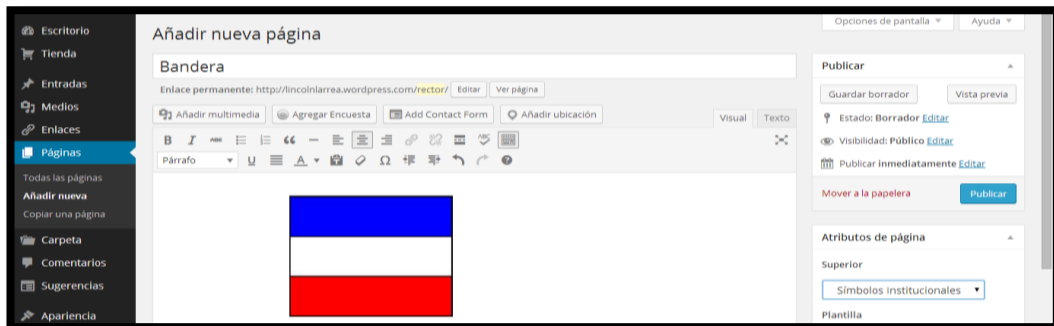 Opciones de pantalla
Ayuda
Escritorio
Tienda
Entradas
Medios
Enlaces
Páginas
Todas las páginas
Añadir nueva
Copiar una página
Carpeta
Comentarios
Sugerencias
Apariencia
Añadir nueva página
Bandera
Enlace permanente: http://lincolnlarrea.wordpress.com/rector/ Editar Ver página
Añadir multimedia Agregar Encuesta Add Contact Form Añadir ubicación
Visual Texto
B I ABC
Párrafo U A Ω
Publicar
Guardar borrador Vista previa
Estado: Borrador Editar
Visibilidad: Público Editar
Publicar inmediatamente Editar
Mover a la papelera Publicar
Atributos de página
Superior
Símbolos institucionales
Plantilla